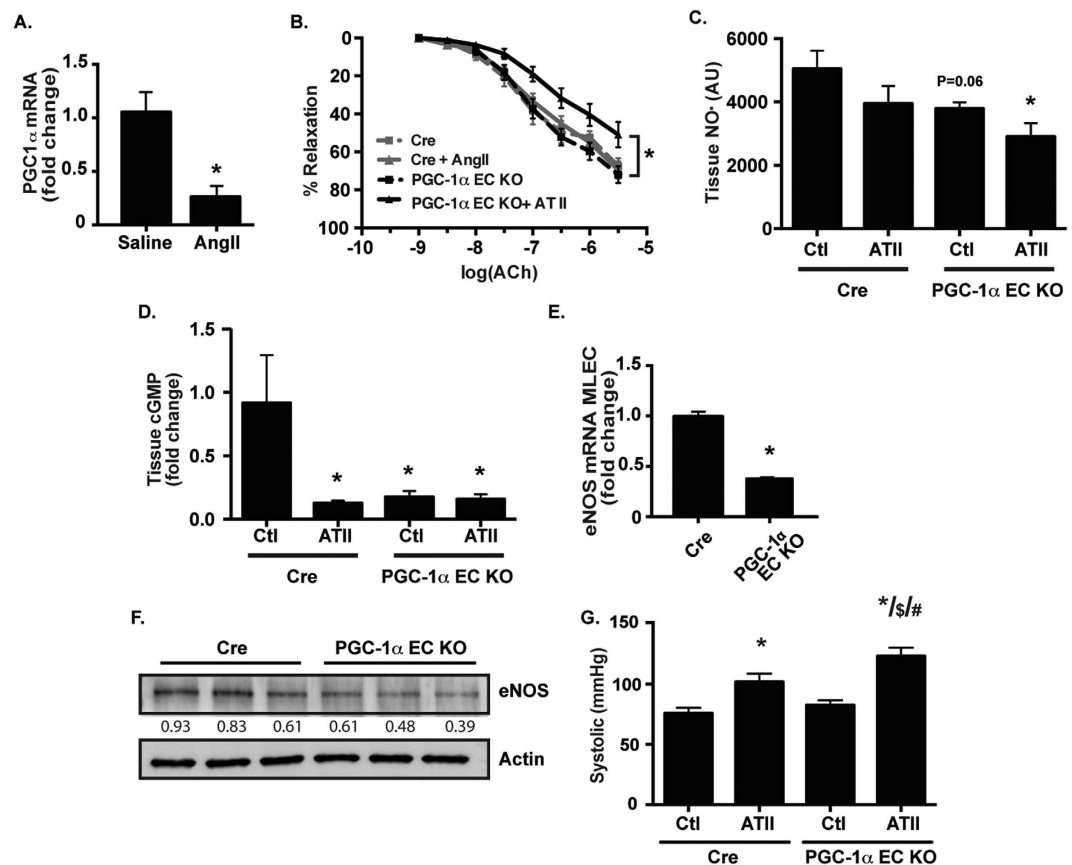 A.
PGC1α mRNA
(fold change)
1.5
1.0
0.5
0
*
Saline
AngII
B.
% Relaxation
0
20
40
60
80
100
Cre
Cre + AngII
PGC-1α EC KO
PGC-1α EC KO+ AT II
*
-10
-9
-8
-7
-6
-5
log(ACh)
C.
Tissue NO· (AU)
6000
4000
2000
0
P=0.06
*
Ctl
ATII
Ctl
ATII
Cre
PGC-1α EC KO
D.
Tissue cGMP
(fold change)
1.5
1.0
0.5
0.0
*
*
*
Ctl
ATII
Ctl
ATII
Cre
PGC-1α EC KO
E.
eNOS mRNA MLEC
(fold change)
1.5
1.0
0.5
0
*
Cre
PGC-1α
EC KO
F.
Cre
PGC-1α EC KO
eNOS
0.93 0.83 0.61 0.61 0.48 0.39
Actin
G.
Systolic (mmHg)
150
100
50
0
*
*/$/#
Ctl
ATII
Ctl
ATII
Cre
PGC-1α EC KO